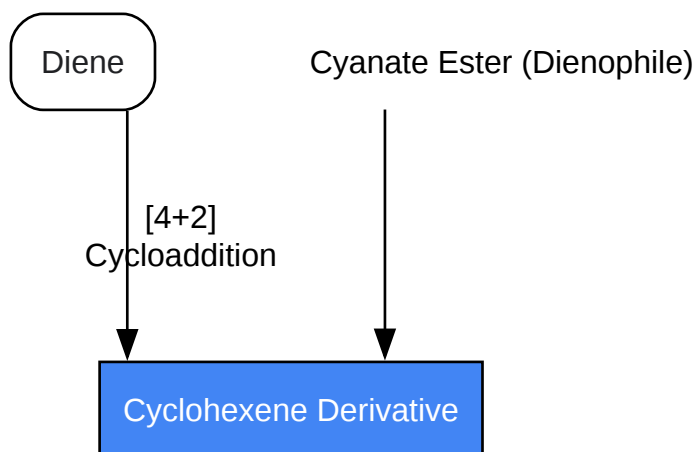 Diene
Cyanate Ester (Dienophile)
[4+2]
Cycloaddition
Cyclohexene Derivative